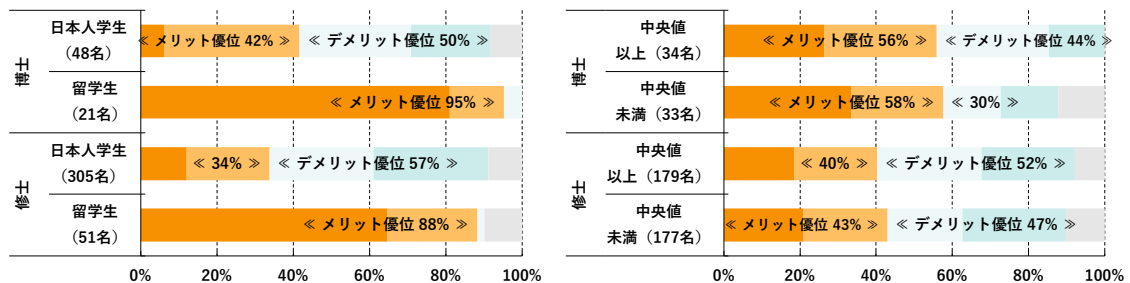 博士
日本人学生
（48名）
≪ メリット優位 42% ≫
≪ デメリット優位 50% ≫
留学生
（21名）
≪ メリット優位 95% ≫
修士
日本人学生
（305名）
≪ 34% ≫
≪ デメリット優位 57% ≫
留学生
（51名）
≪ メリット優位 88% ≫
0% 20% 40% 60% 80% 100%
博士
中央値
以上（34名）
≪ メリット優位 56% ≫
≪ デメリット優位 44% ≫
中央値
未満（33名）
≪ メリット優位 58% ≫
≪ 30% ≫
修士
中央値
以上（179名）
≪ 40% ≫
≪ デメリット優位 52% ≫
中央値
未満（177名）
≪ メリット優位 43% ≫
≪ デメリット優位 47% ≫
0% 20% 40% 60% 80% 100%